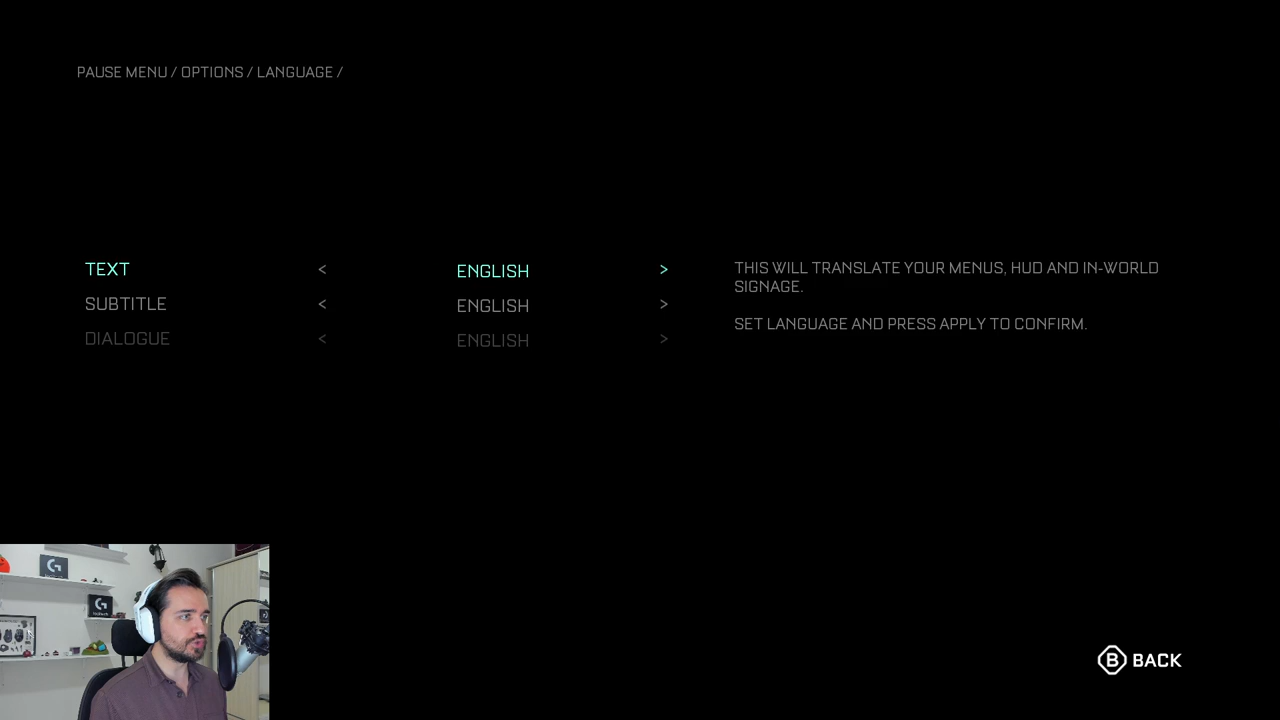 PAUSE MENU / OPTIONS / LANGUAGE /
TEXT < ENGLISH >
SUBTITLE < ENGLISH >
DIALOGUE < ENGLISH >
THIS WILL TRANSLATE YOUR MENUS, HUD AND IN-WORLD
SIGNAGE.
SET LANGUAGE AND PRESS APPLY TO CONFIRM.
G
G
B BACK